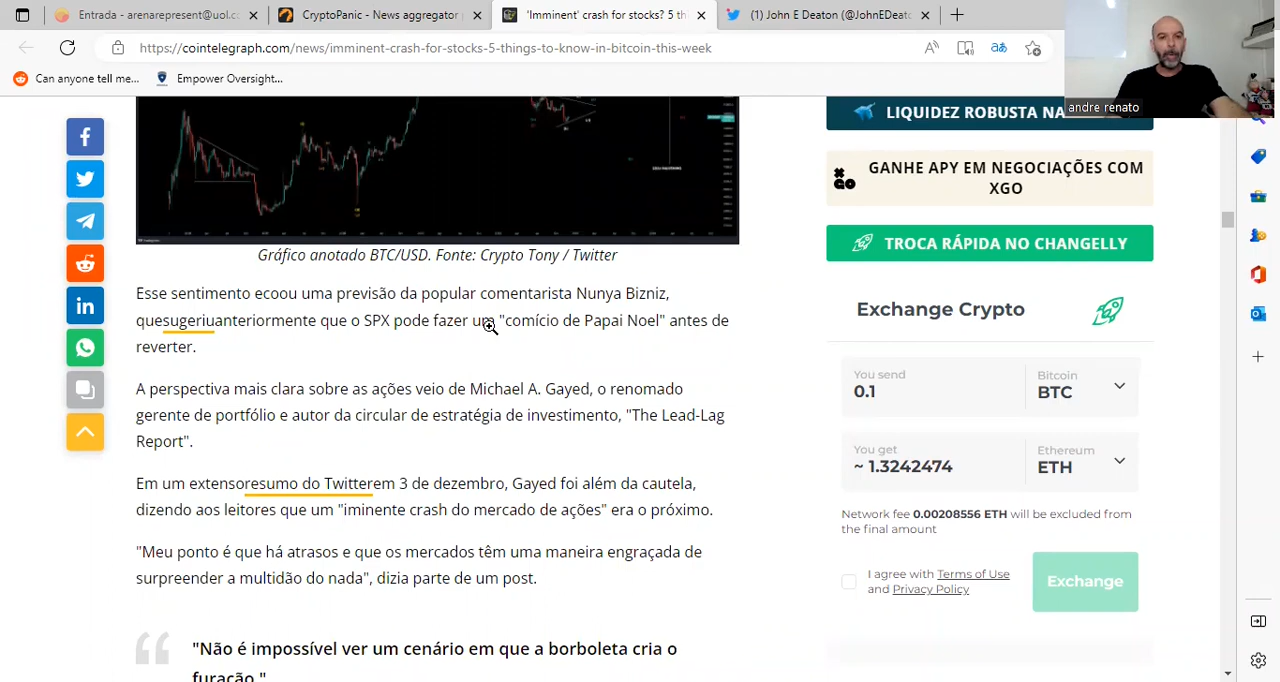 Entrada - arenarepresent@uol.cc
CryptoPanic - News aggregator
'Imminent' crash for stocks? 5 th
(1) John E Deaton (@JohnEDeato
https://cointelegraph.com/news/imminent-crash-for-stocks-5-things-to-know-in-bitcoin-this-week
Can anyone tell me...
Empower Oversight...
andre renato
Gráfico anotado BTC/USD. Fonte: Crypto Tony / Twitter
Esse sentimento ecoou uma previsão da popular comentarista Nunya Bizniz,
quesugeriuanteriormente que o SPX pode fazer um "comício de Papai Noel" antes de
reverter.
A perspectiva mais clara sobre as ações veio de Michael A. Gayed, o renomado
gerente de portfólio e autor da circular de estratégia de investimento, "The Lead-Lag
Report".
Em um extensoresumo do Twitterem 3 de dezembro, Gayed foi além da cautela,
dizendo aos leitores que um "iminente crash do mercado de ações" era o próximo.
"Meu ponto é que há atrasos e que os mercados têm uma maneira engraçada de
surpreender a multidão do nada", dizia parte de um post.
"Não é impossível ver um cenário em que a borboleta cria o
furacão."
LIQUIDEZ ROBUSTA NA
GANHE APY EM NEGOCIAÇÕES COM
XGO
TROCA RÁPIDA NO CHANGELLY
Exchange Crypto
You send
0.1
Bitcoin
BTC
You get
~ 1.3242474
Ethereum
ETH
Network fee 0.00208556 ETH will be excluded from
the final amount
I agree with Terms of Use
and Privacy Policy
Exchange